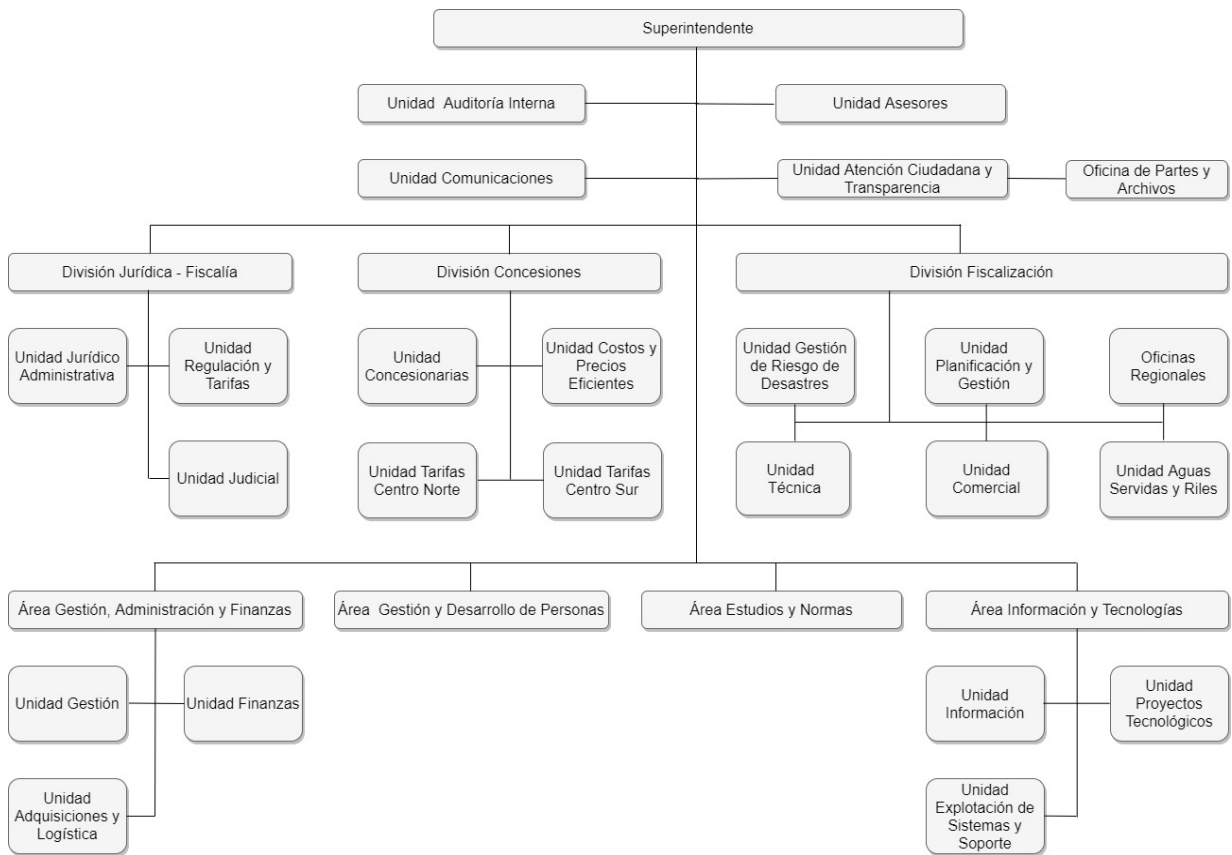 Superintendente
Unidad Auditoría Interna
Unidad Asesores
Unidad Comunicaciones
Unidad Atención Ciudadana y
Transparencia
Oficina de Partes y
Archivos
División Jurídica - Fiscalía
División Concesiones
División Fiscalización
Unidad Jurídico
Administrativa
Unidad
Regulación y
Tarifas
Unidad
Concesionarias
Unidad Costos y
Precios
Eficientes
Unidad Gestión
de Riesgo de
Desastres
Unidad
Planificación y
Gestión
Oficinas
Regionales
Unidad Judicial
Unidad Tarifas
Centro Norte
Unidad Tarifas
Centro Sur
Unidad
Técnica
Unidad
Comercial
Unidad Aguas
Servidas y Riles
Área Gestión, Administración y Finanzas
Área Gestión y Desarrollo de Personas
Área Estudios y Normas
Área Información y Tecnologías
Unidad Gestión
Unidad Finanzas
Unidad
Información
Unidad
Proyectos
Tecnológicos
Unidad
Adquisiciones y
Logística
Unidad
Explotación de
Sistemas y
Soporte